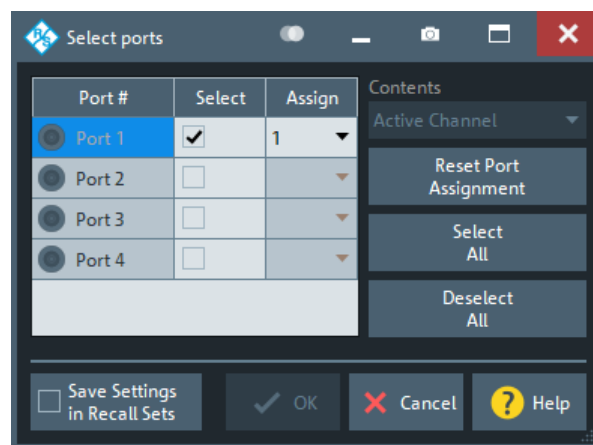 R&S Select ports
Port # Select Assign
Port 1 1
Port 2
Port 3
Port 4
Contents
Active Channel
Reset Port
Assignment
Select
All
Deselect
All
Save Settings
in Recall Sets
OK
Cancel
? Help